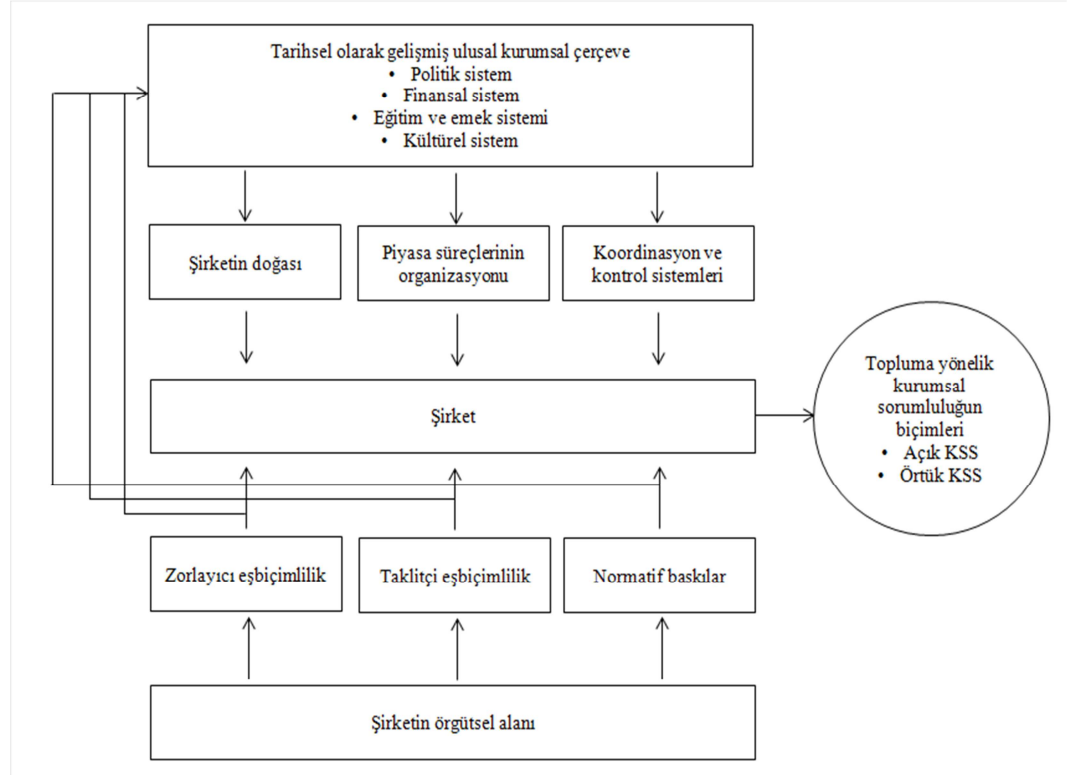 Tarihsel olarak gelişmiş ulusal kurumsal çerçeve
• Politik sistem
• Finansal sistem
• Eğitim ve emek sistemi
• Kültürel sistem
Şirketin doğası
Piyasa süreçlerinin
organizasyonu
Koordinasyon ve
kontrol sistemleri
Şirket
Topluma yönelik
kurumsal
sorumluluğun
biçimleri
• Açık KSS
• Örtük KSS
Zorlayıcı eşbiçimlilik
Taklitçi eşbiçimlilik
Normatif baskılar
Şirketin örgütsel alanı